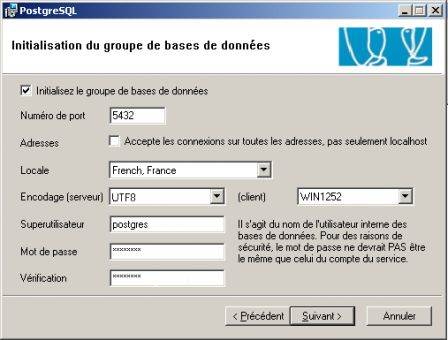 PostgreSQL
Initialisation du groupe de bases de données
Initialisez le groupe de bases de données
Numéro de port 5432
Adresses Accepte les connexions sur toutes les adresses, pas seulement localhost
Locale French, France
Encodage (serveur) UTF8 (client) WIN1252
Superutilisateur postgres
Il s'agit du nom de l'utilisateur interne des
bases de données. Pour des raisons de
sécurité, le mot de passe ne devrait PAS être
le même que celui du compte du service.
Mot de passe ********
Vérification ********
< Précédent Suivant > Annuler